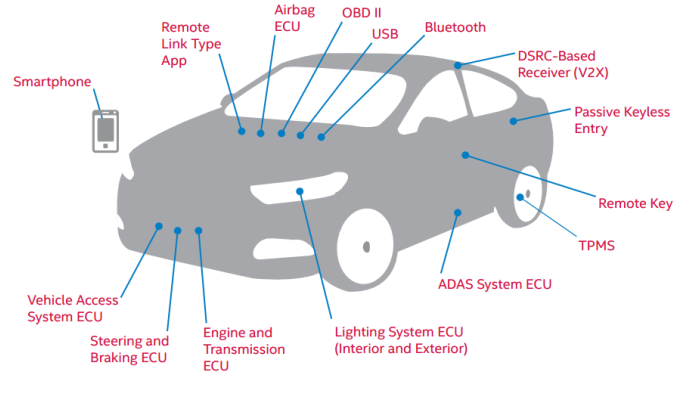 Airbag
ECU
OBD II
Remote
Link Type
App
USB
Bluetooth
DSRC-Based
Receiver (V2X)
Smartphone
Passive Keyless
Entry
Remote Key
TPMS
ADAS System ECU
Vehicle Access
System ECU
Steering and
Braking ECU
Engine and
Transmission
ECU
Lighting System ECU
(Interior and Exterior)